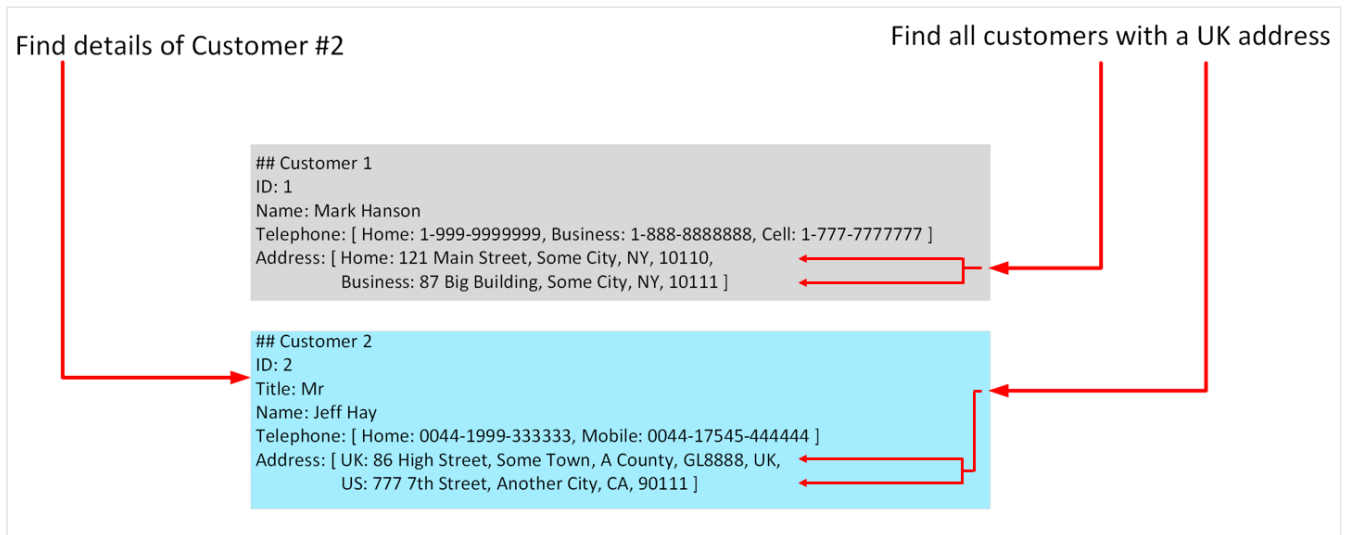 Find details of Customer #2
Find all customers with a UK address
## Customer 1
ID: 1
Name: Mark Hanson
Telephone: [ Home: 1-999-9999999, Business: 1-888-8888888, Cell: 1-777-7777777 ]
Address: [ Home: 121 Main Street, Some City, NY, 10110,
Business: 87 Big Building, Some City, NY, 10111 ]
## Customer 2
ID: 2
Title: Mr
Name: Jeff Hay
Telephone: [ Home: 0044-1999-333333, Mobile: 0044-17545-444444 ]
Address: [ UK: 86 High Street, Some Town, A County, GL8888, UK,
US: 777 7th Street, Another City, CA, 90111 ]